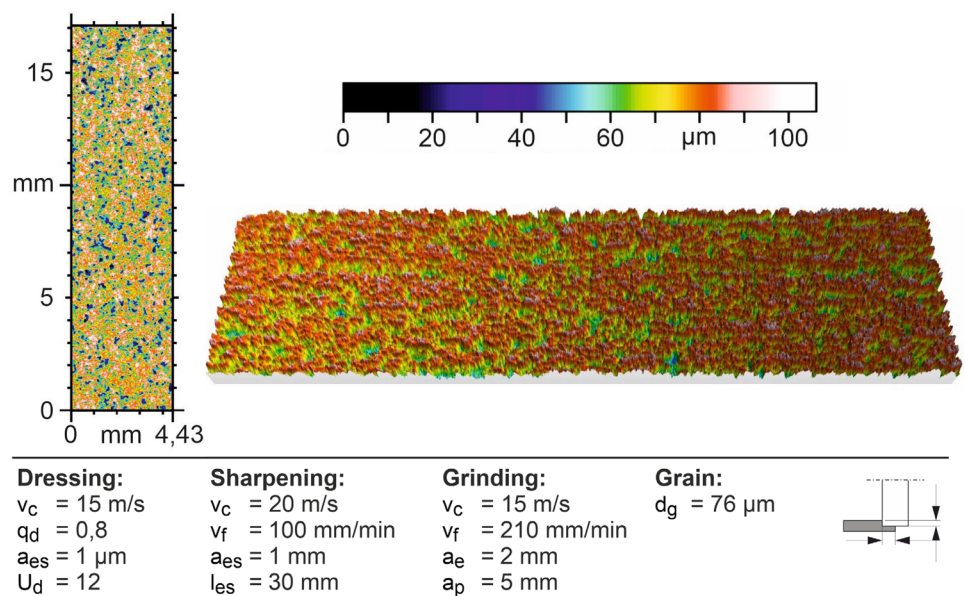 15
mm
5
0
0 mm 4,43
0 20 40 60 µm 100
Dressing:
vc = 15 m/s
qd = 0,8
aes = 1 µm
Ud = 12
Sharpening:
vc = 20 m/s
vf = 100 mm/min
aes = 1 mm
les = 30 mm
Grinding:
vc = 15 m/s
vf = 210 mm/min
ae = 2 mm
ap = 5 mm
Grain:
dg = 76 µm